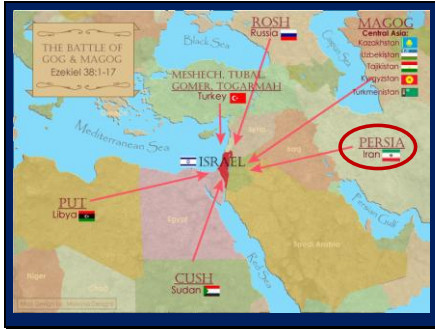 THE BATTLE OF
GOG & MAGOG
Ezekiel 38:1-17
Black Sea
ROSH
Russia
Caspian Sea
MAGOG
Central Asia:
Kazakhstan
Uzbekistan
Tajikistan
Kyrgyzstan
Turkmenistan
MESHECH, TUBAL,
GOMER, TOGARMAH
Turkey
Mediterranean Sea
ISRAEL
Iraq
PERSIA
Iran
PUT
Libya
Egypt
Persian Gulf
Saudi Arabia
Red Sea
CUSH
Sudan
Niger
Chad